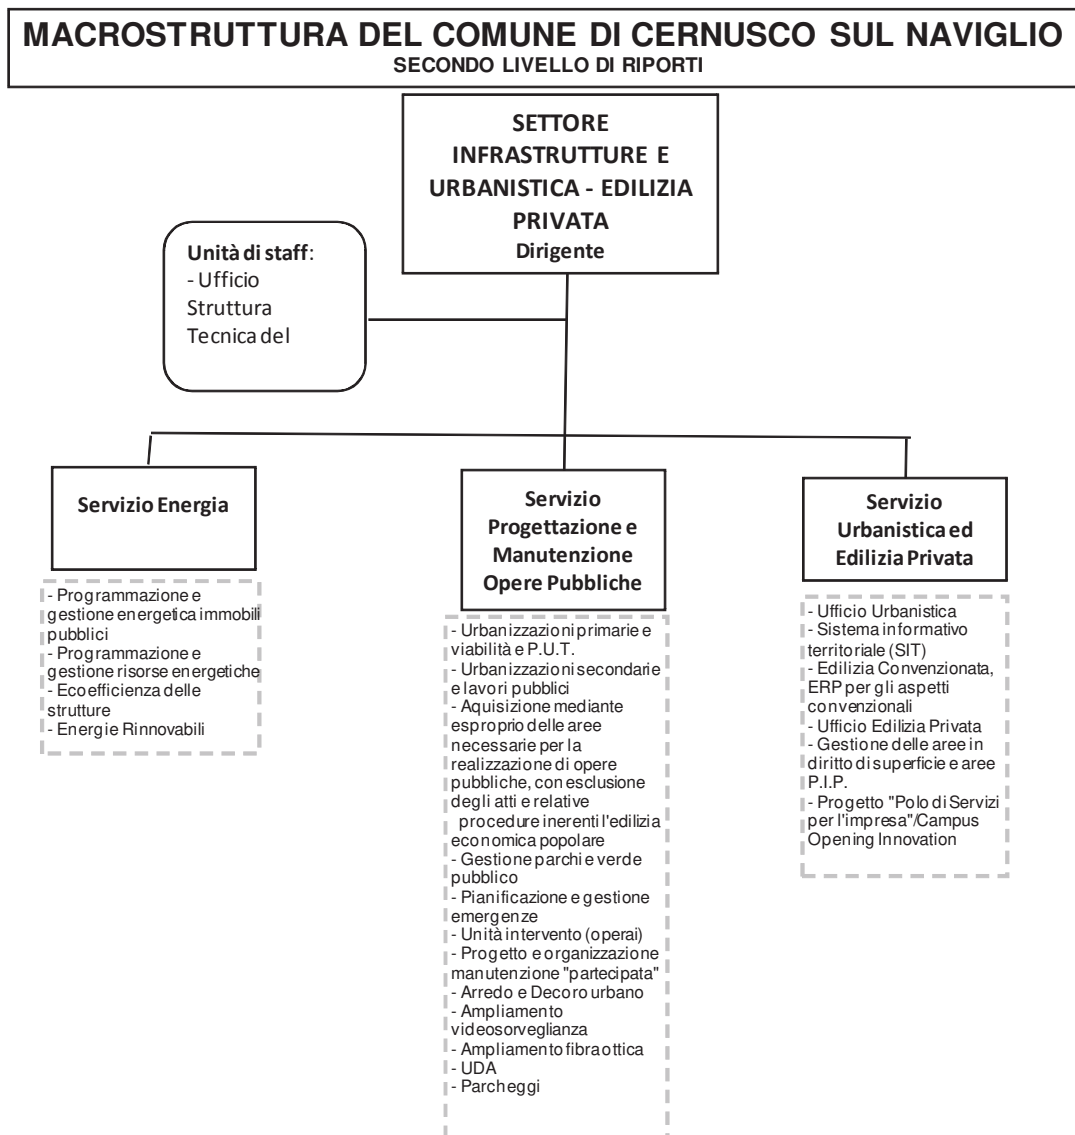 MACROSTRUTTURA DEL COMUNE DI CERNUSCO SUL NAVIGLIO
SECONDO LIVELLO DI RIPORTI
SETTORE
INFRASTRUTTURE E
URBANISTICA - EDILIZIA
PRIVATA
Dirigente
Unità di staff:
- Ufficio
Struttura
Tecnica del
Servizio Energia
- Programmazione e
gestione energetica immobili
pubblici
- Programmazione e
gestione risorse energetiche
- Ecoefficienza delle
strutture
- Energie Rinnovabili
Servizio
Progettazione e
Manutenzione
Opere Pubbliche
- Urbanizzazioni primarie e
viabilità e P.U.T.
- Urbanizzazioni secondarie
e lavori pubblici
- Aquisizione mediante
esproprio delle aree
necessarie per la
realizzazione di opere
pubbliche, con esclusione
degli atti e relative
procedure inerenti l'edilizia
economica popolare
- Gestione parchi e verde
pubblico
- Pianificazione e gestione
emergenze
- Unità intervento (operai)
- Progetto e organizzazione
manutenzione "partecipata"
- Arredo e Decoro urbano
- Ampliamento
videosorveglianza
- Ampliamento fibra ottica
- UDA
- Parcheggi
Servizio
Urbanistica ed
Edilizia Privata
- Ufficio Urbanistica
- Sistema informativo
territoriale (SIT)
- Edilizia Convenzionata,
ERP per gli aspetti
convenzionali
- Ufficio Edilizia Privata
- Gestione delle aree in
diritto di superficie e aree
P.I.P.
- Progetto "Polo di Servizi
per l'impresa"/Campus
Opening Innovation